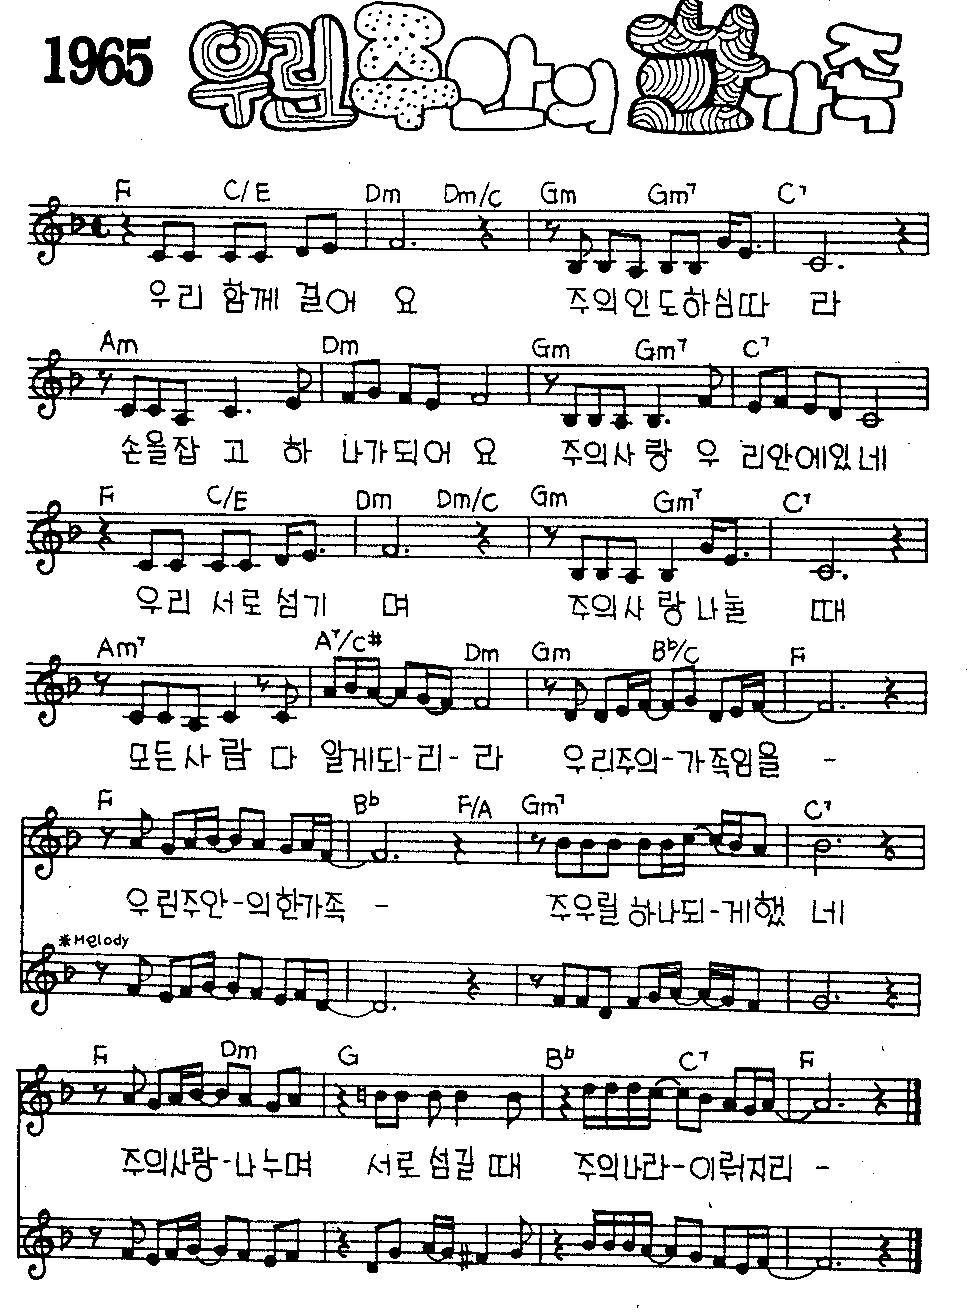 1965 우린 주 안의 한 가족
F C/E Dm Dm/C Gm Gm7 C7
우리 함께 걸어 요 주의인도하심따 라
Am Dm Gm Gm7 C7
손을잡 고 하 나가되어 요 주의사 랑 우 리안에있네
F C/E Dm Dm/C Gm Gm7 C7
우리 서로 섬기 며 주의사 랑 나눌 때
Am7 A7/C# Dm Gm Bb/C F
모든사 람 다 알게되-리- 라 우리주의-가족임을 -
F Bb F/A Gm7 C7
우린주안-의한가족 - 주우릴하나되-게했 네
*Melody
F Dm G Bb C7 F
주의사랑-나누며 서로 섬길 때 주의나라-이뤄지리 -